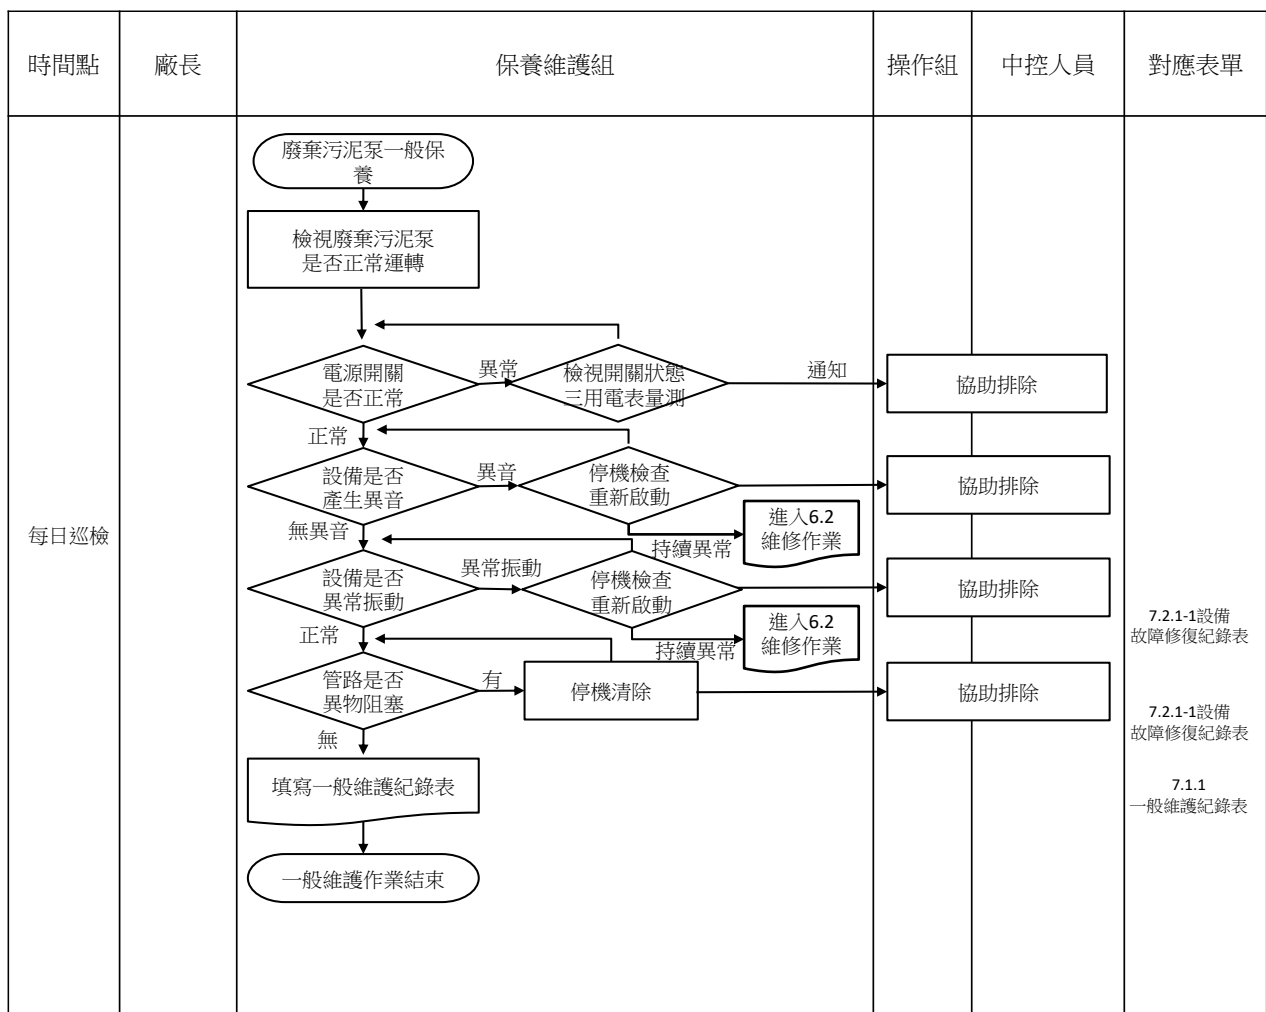 時間點
廠長
保養維護組
操作組
中控人員
對應表單
每日巡檢
廢棄污泥泵一般保
養
檢視廢棄污泥泵
是否正常運轉
電源開關
是否正常
異常
檢視開關狀態
三用電表量測
通知
協助排除
正常
設備是否
產生異音
異音
停機檢查
重新啟動
協助排除
無異音
持續異常
進入6.2
維修作業
設備是否
異常振動
異常振動
停機檢查
重新啟動
協助排除
正常
持續異常
進入6.2
維修作業
7.2.1-1設備
故障修復紀錄表
管路是否
異物阻塞
有
停機清除
協助排除
無
7.2.1-1設備
故障修復紀錄表
填寫一般維護紀錄表
7.1.1
一般維護紀錄表
一般維護作業結束